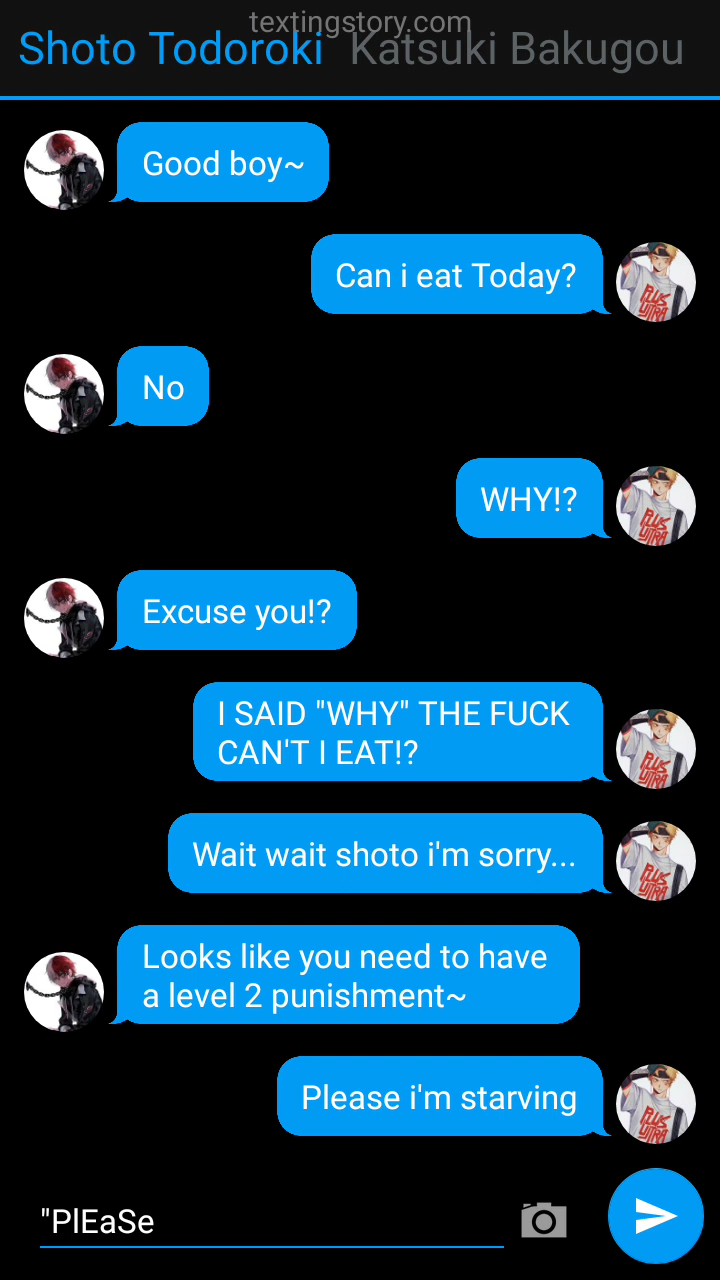 textingstory.com
Shoto Todoroki Katsuki Bakugou
Good boy~
Can i eat Today?
No
WHY!?
Excuse you!?
I SAID "WHY" THE FUCK
CAN'T I EAT!?
Wait wait shoto i'm sorry...
Looks like you need to have
a level 2 punishment~
Please i'm starving
"PlEaSe